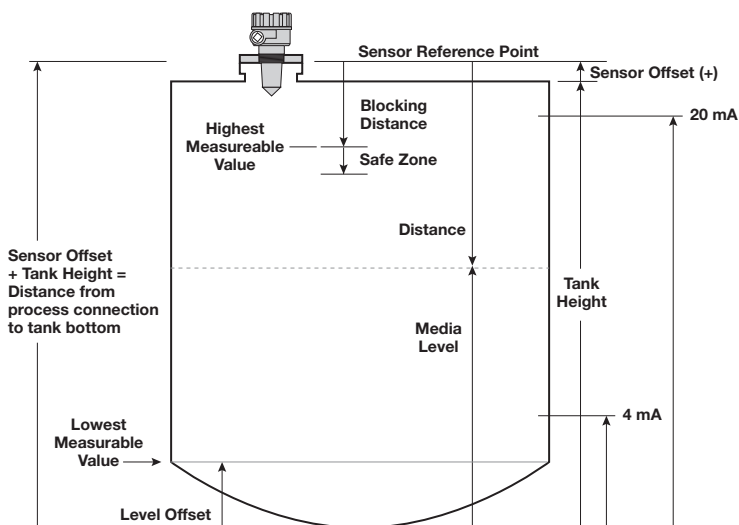 Sensor Reference Point
Sensor Offset (+)
Blocking
Distance
20 mA
Highest
Measureable
Value
Safe Zone
Distance
Sensor Offset
+ Tank Height =
Distance from
process connection
to tank bottom
Tank
Height
Media
Level
4 mA
Lowest
Measurable
Value
Level Offset